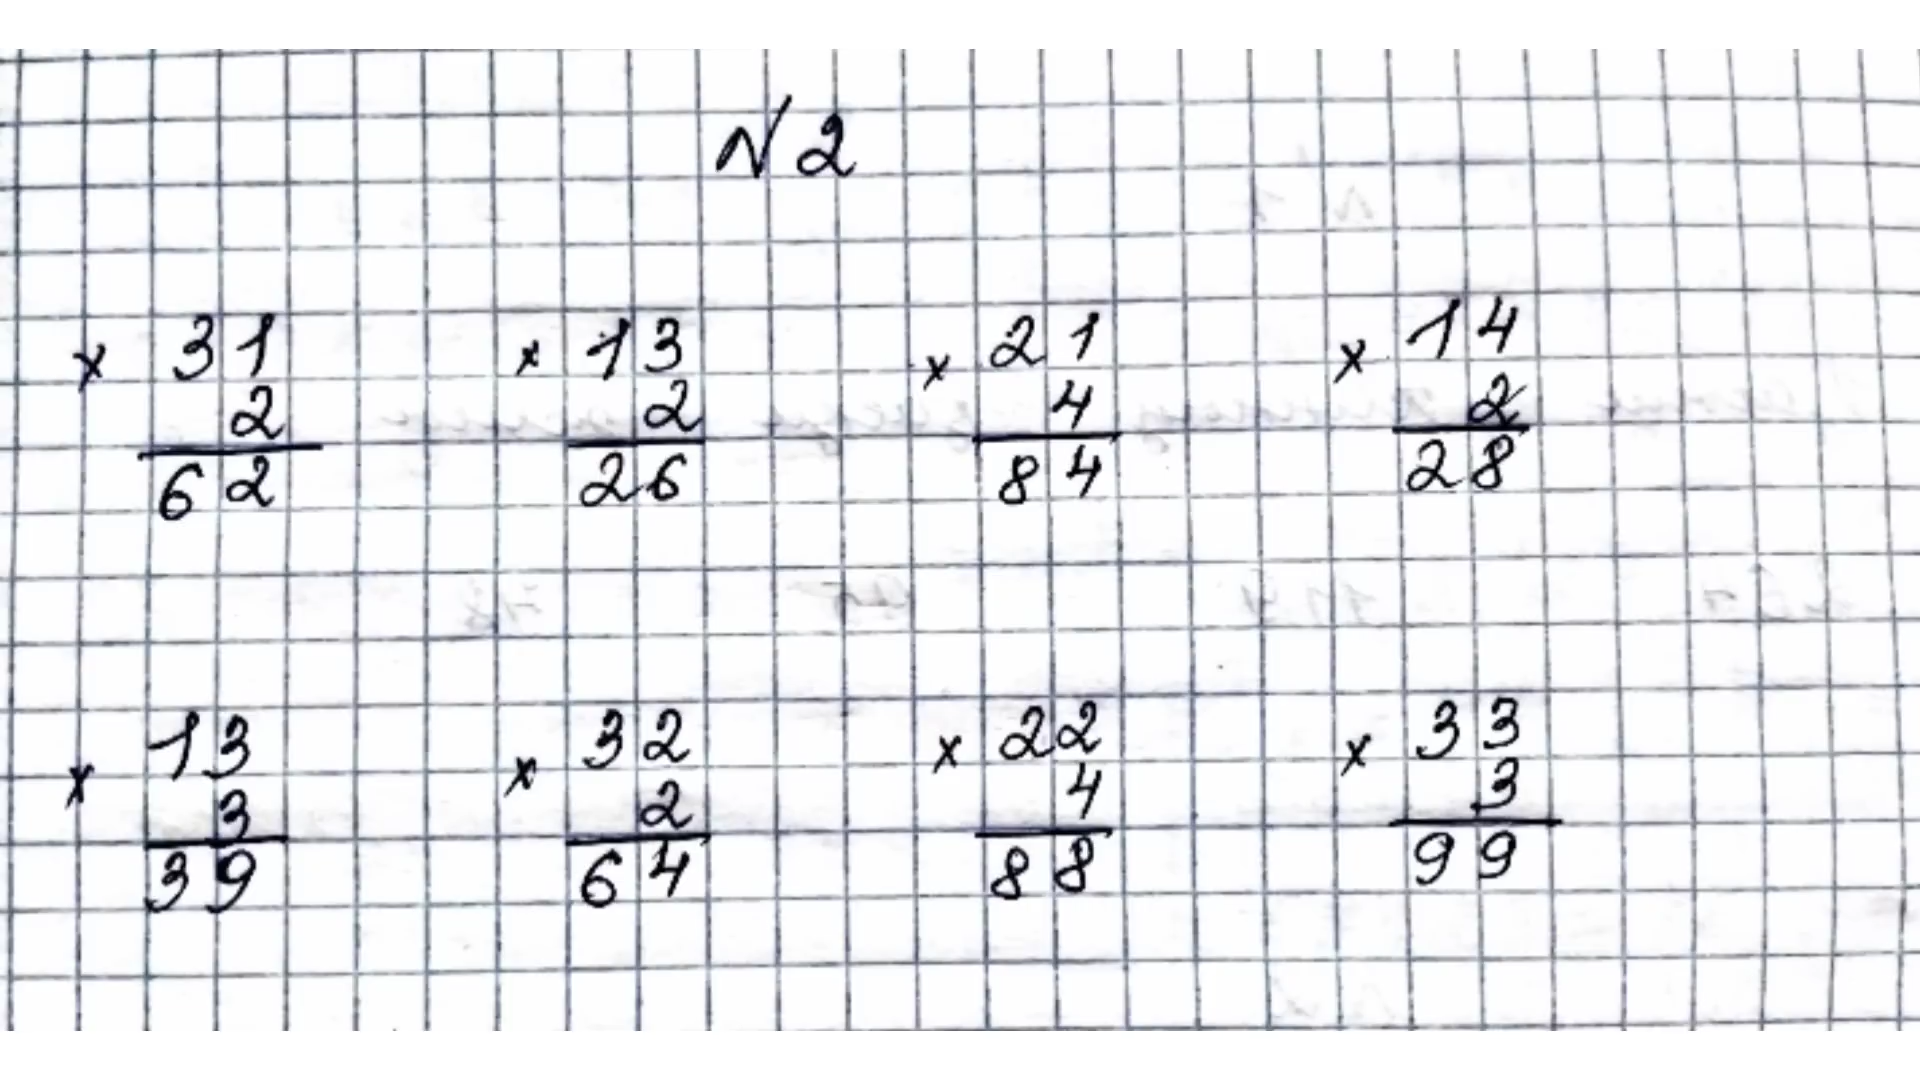 N 2
× 31 × 13 × 21 × 14
2 2 4 2
62 26 84 28
× 13 × 32 × 22 × 33
3 2 4 3
39 64 88 99